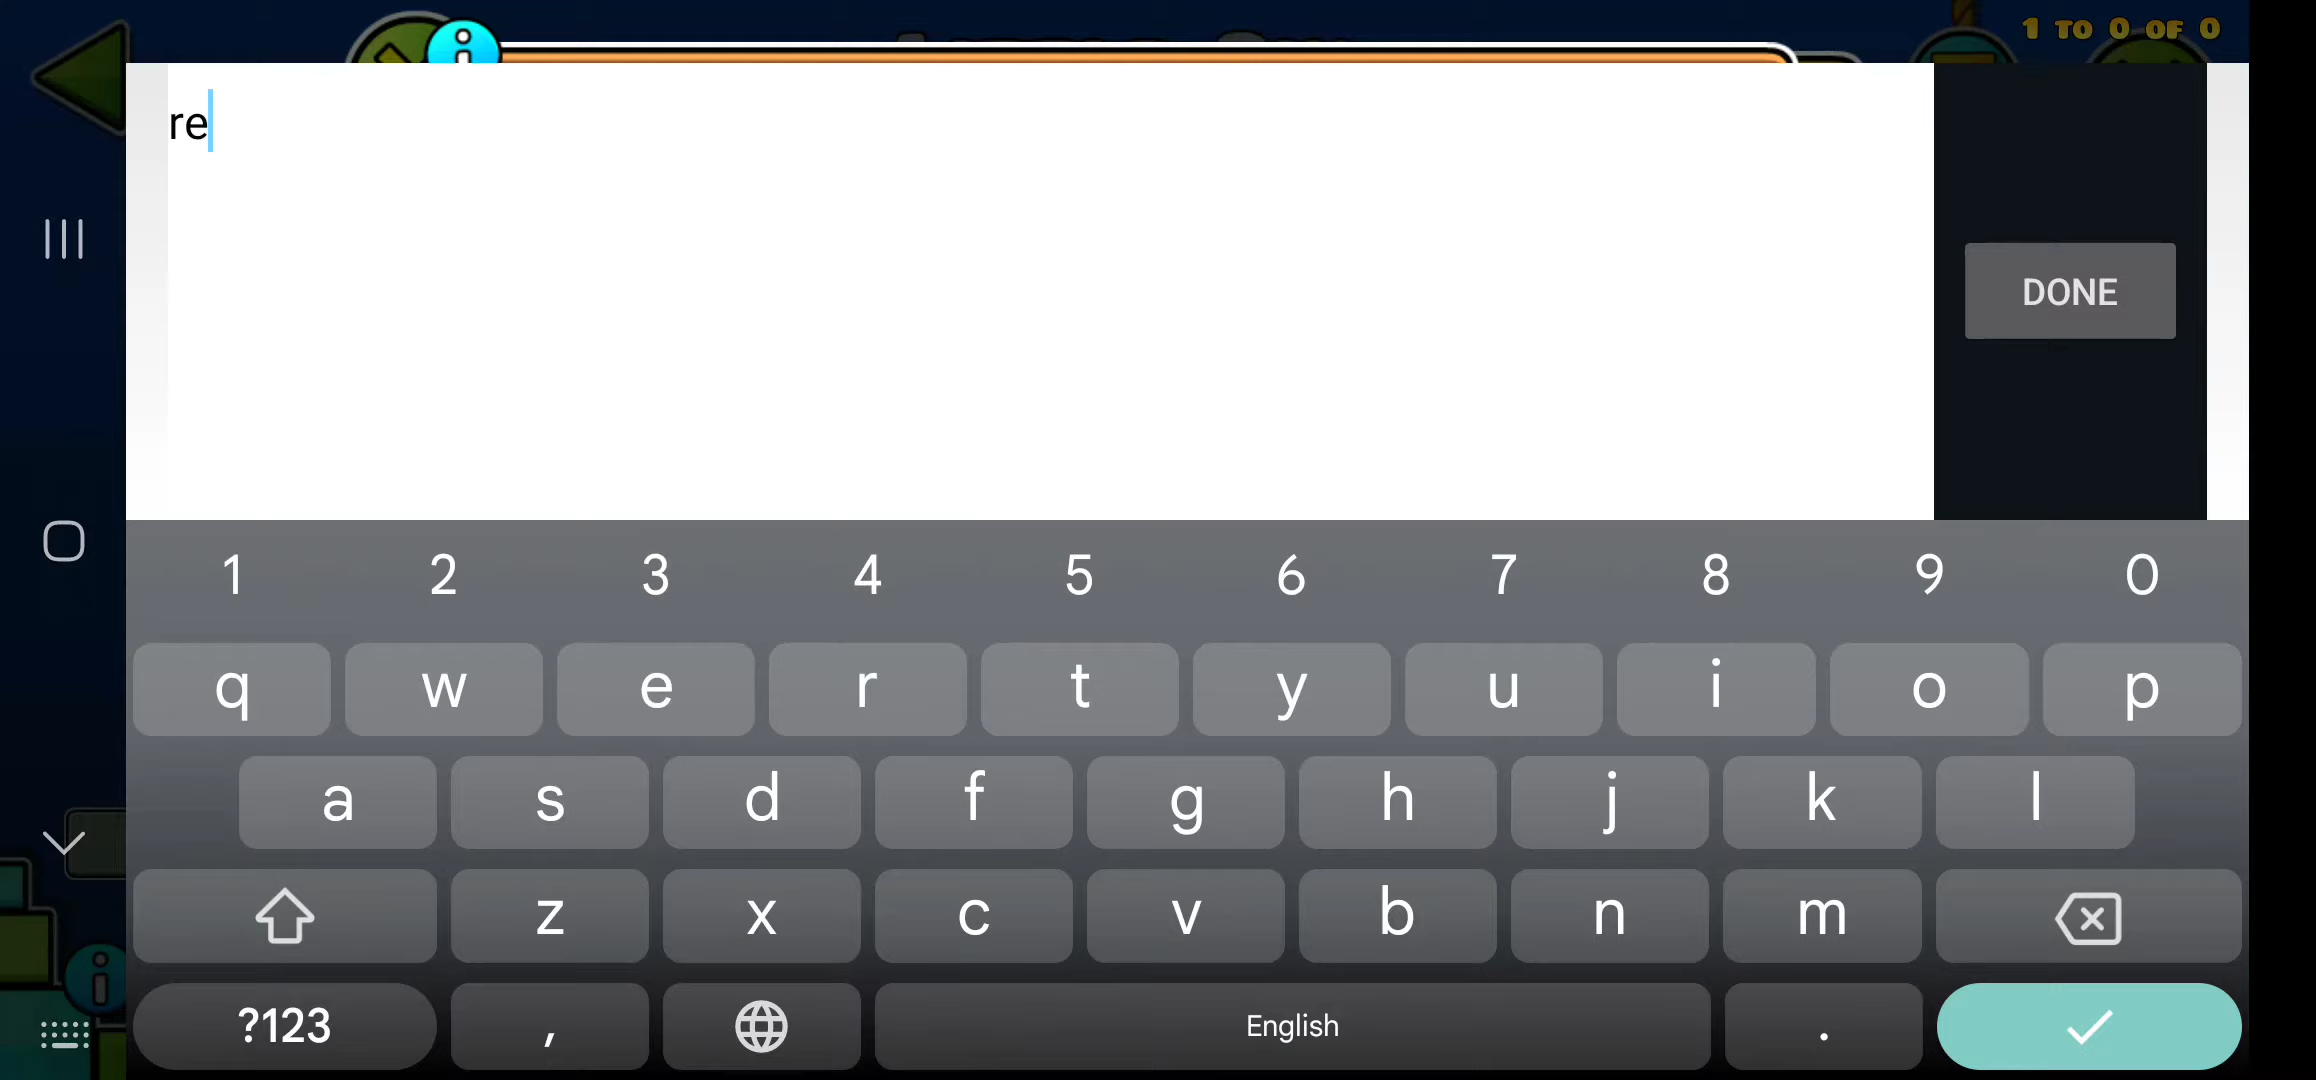 1 TO 0 OF 0
re
DONE
1 2 3 4 5 6 7 8 9 0
q w e r t y u i o p
a s d f g h j k l
z x c v b n m
?123 , English .